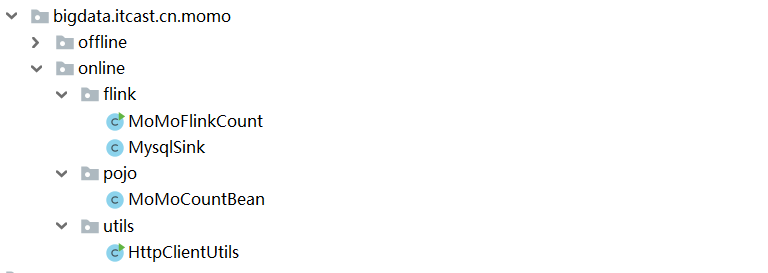 bigdata.itcast.cn.momo
offline
online
flink
MoMoFlinkCount
MysqlSink
pojo
MoMoCountBean
utils
HttpClientUtils